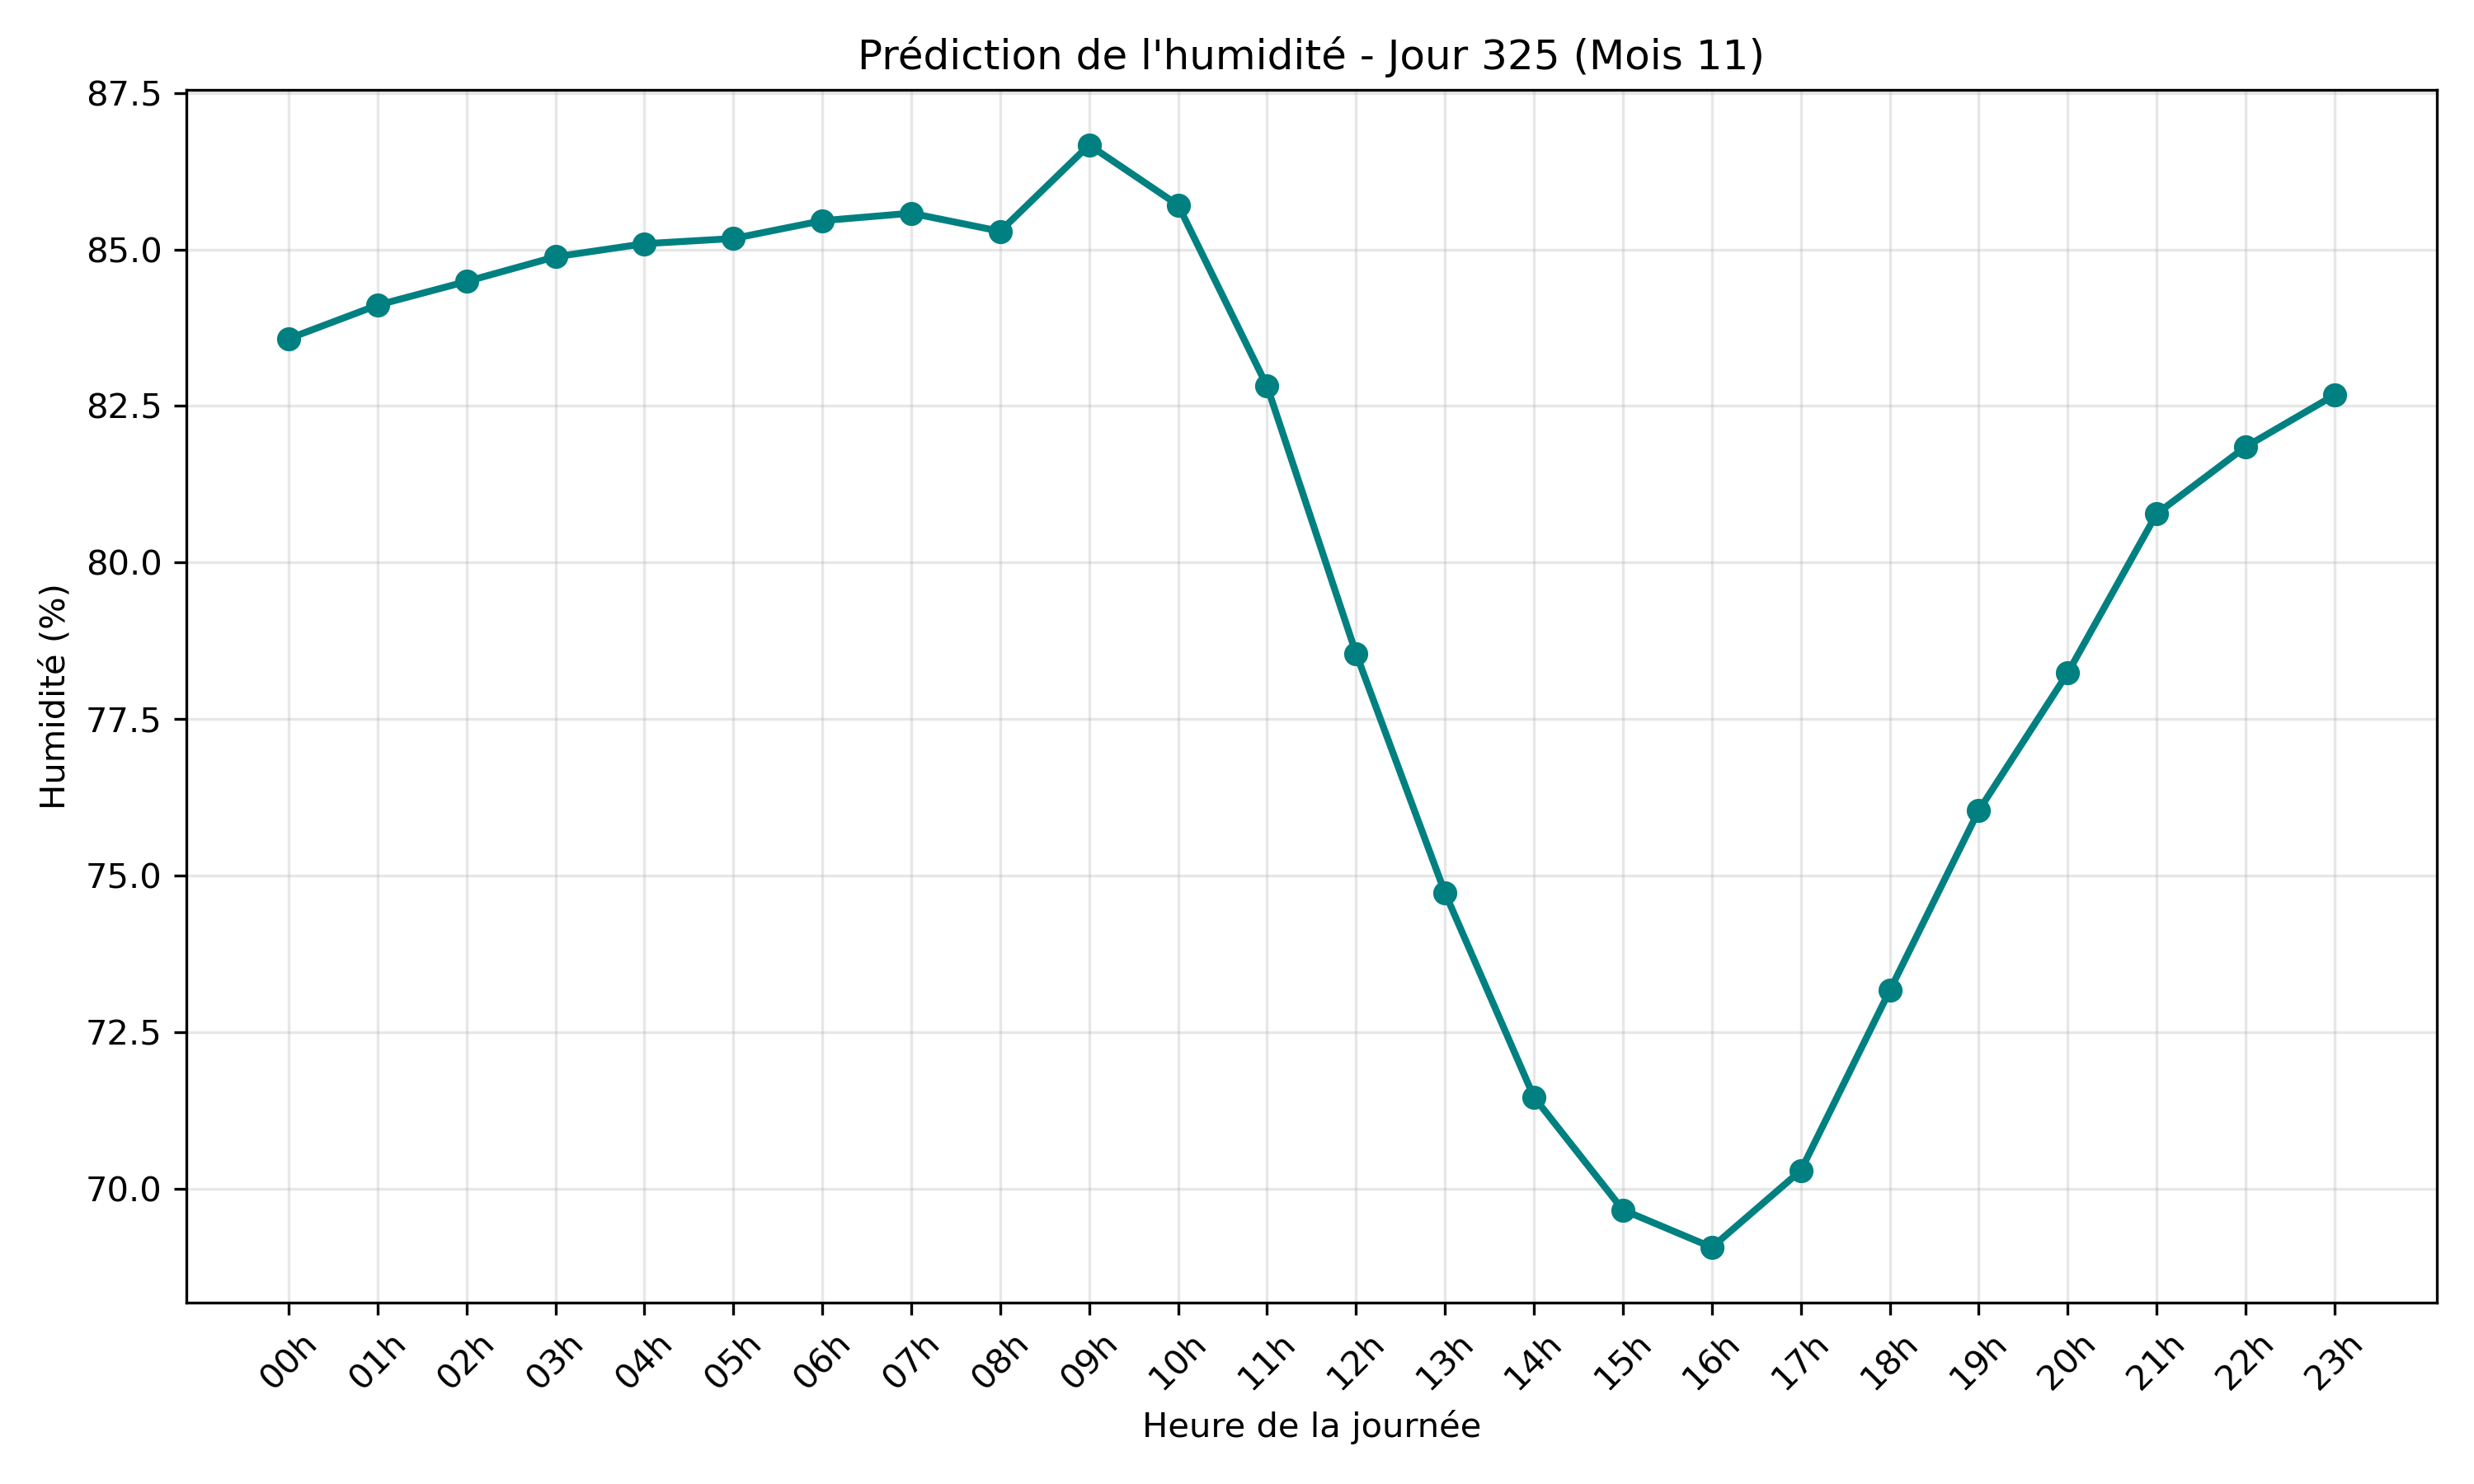 Prédiction de l'humidité - Jour 325 (Mois 11)
Humidité (%)
87.5
85.0
82.5
80.0
77.5
75.0
72.5
70.0
00h 01h 02h 03h 04h 05h 06h 07h 08h 09h 10h 11h 12h 13h 14h 15h 16h 17h 18h 19h 20h 21h 22h 23h
Heure de la journée